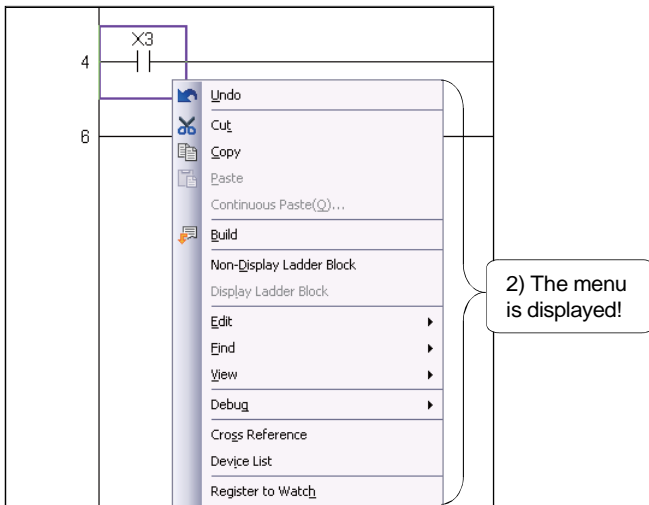 X3
4
Undo
6
Cut
Copy
Paste
Continuous Paste(Q)...
Build
Non-Display Ladder Block
Display Ladder Block
2) The menu
is displayed!
Edit
Find
View
Debug
Cross Reference
Device List
Register to Watch